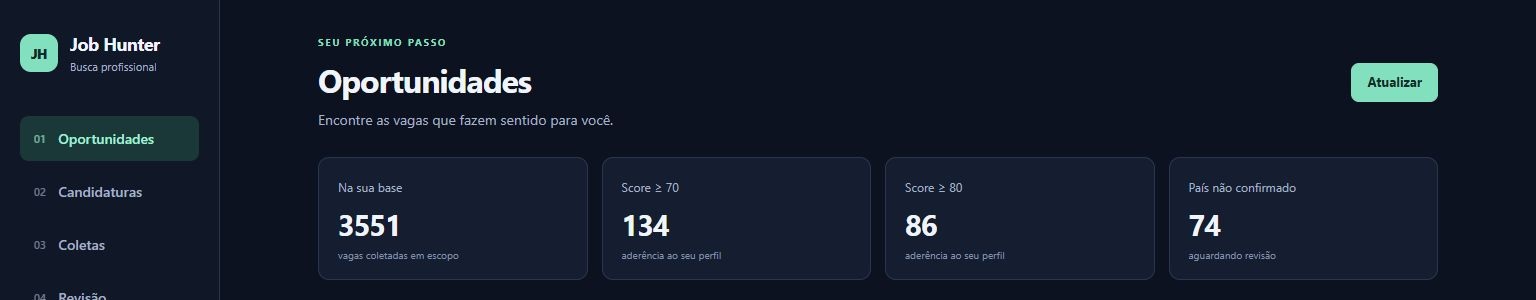 JH
Job Hunter
Busca profissional
01 Oportunidades
02 Candidaturas
03 Coletas
04 Revisão
SEU PRÓXIMO PASSO
Oportunidades
Encontre as vagas que fazem sentido para você.
Atualizar
Na sua base
3551
vagas coletadas em escopo
Score ≥ 70
134
aderência ao seu perfil
Score ≥ 80
86
aderência ao seu perfil
País não confirmado
74
aguardando revisão